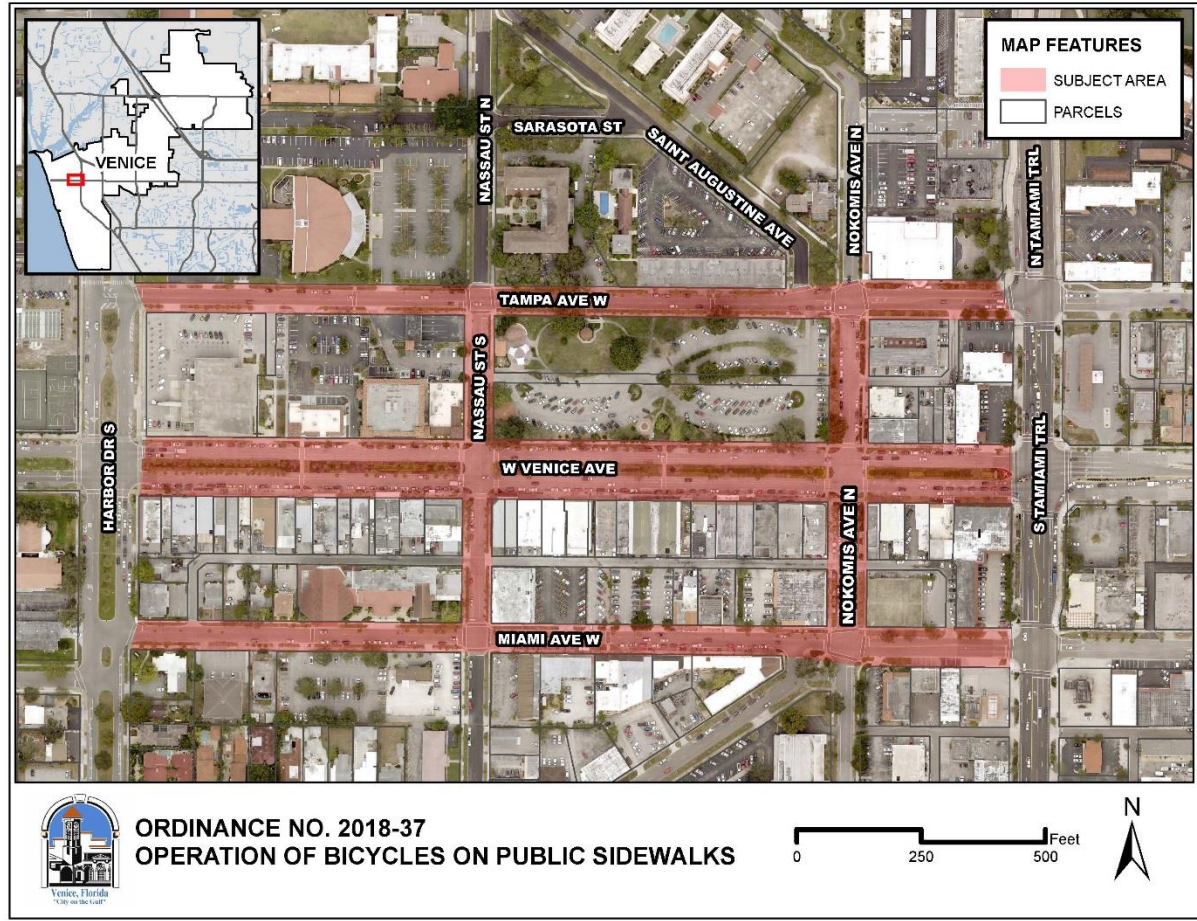 VENICE
MAP FEATURES
SUBJECT AREA
PARCELS
NASSAU ST N
SARASOTA ST
SAINT AUGUSTINE AVE
NOKOMIS AVE N
N TAMIAMI TRL
TAMPA AVE W
NASSAU ST S
HARBOR DR S
W VENICE AVE
NOKOMIS AVE N
S TAMIAMI TRL
MIAMI AVE W
Venice, Florida
"City on the Gulf"
ORDINANCE NO. 2018-37
OPERATION OF BICYCLES ON PUBLIC SIDEWALKS
Feet
0 250 500
N